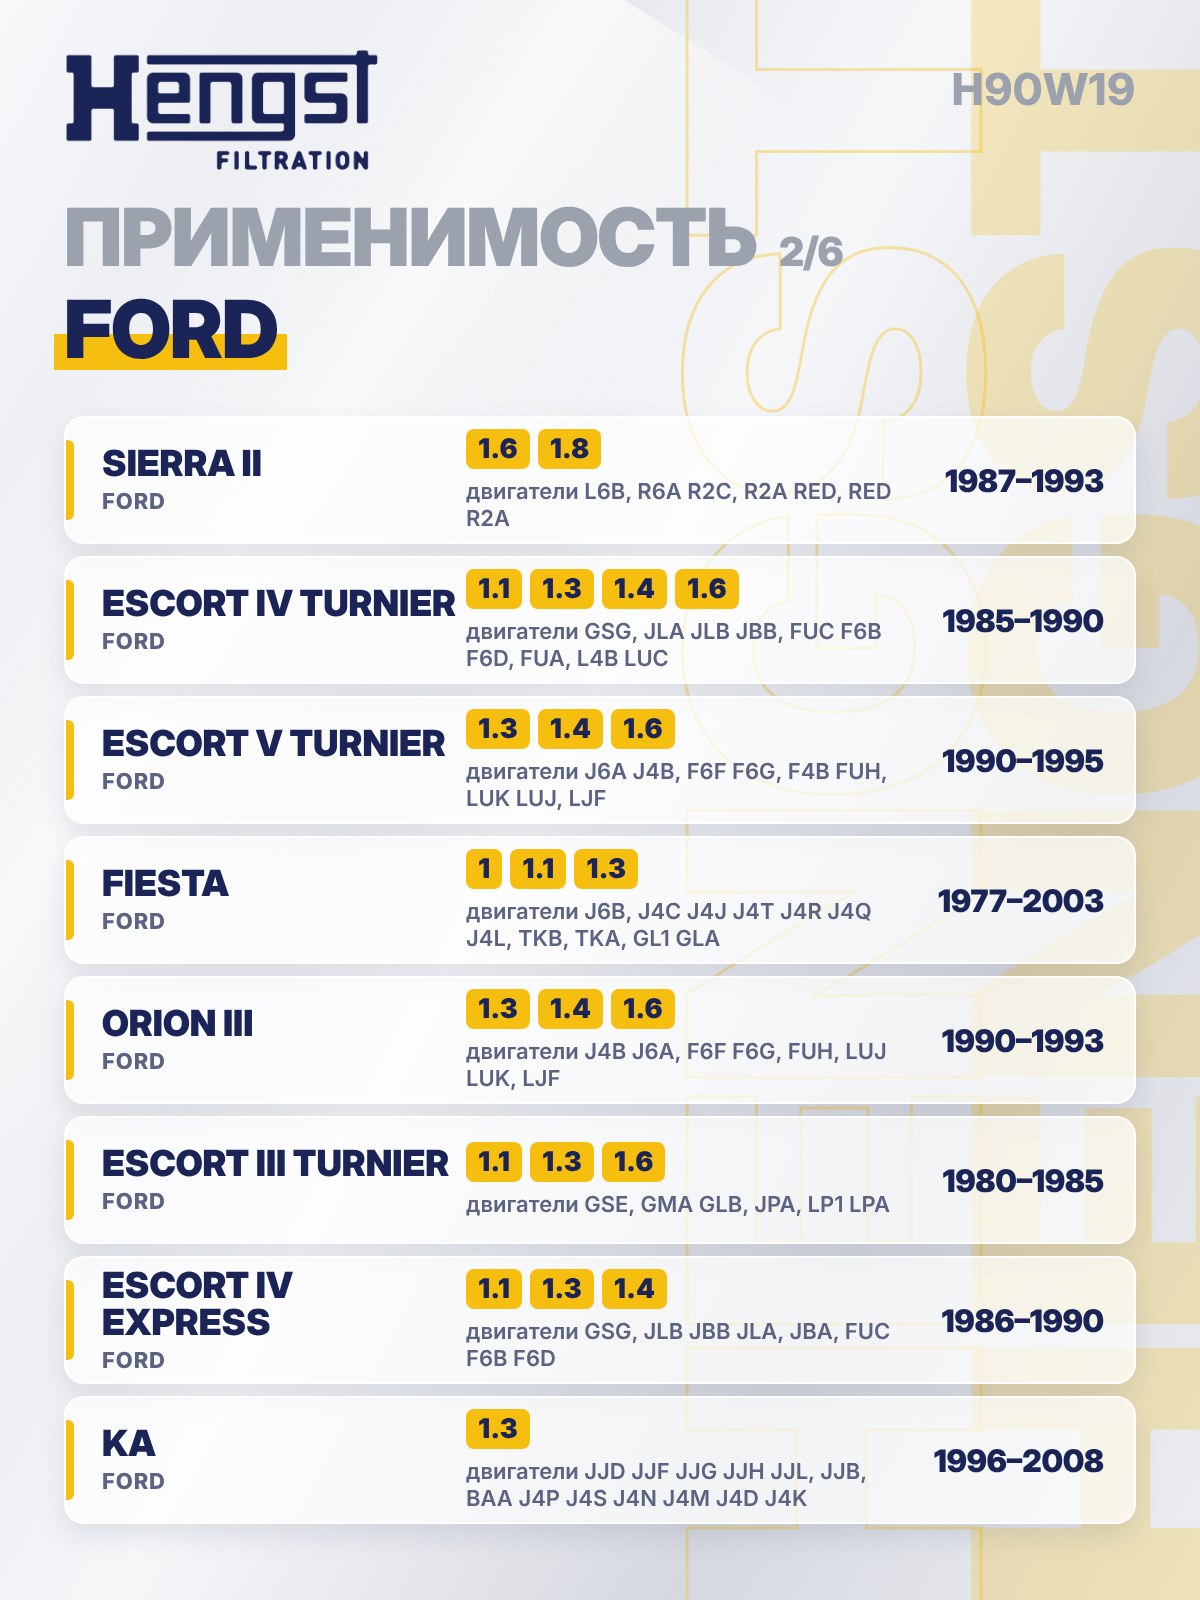 Hengst
FILTRATION
H90W19
ПРИМЕНИМОСТЬ 2/6
FORD
SIERRA II
FORD
1.6 1.8
двигатели L6B, R6A R2C, R2A RED, RED
R2A
1987–1993
ESCORT IV TURNIER
FORD
1.1 1.3 1.4 1.6
двигатели GSG, JLA JLB JBB, FUC F6B
F6D, FUA, L4B LUC
1985–1990
ESCORT V TURNIER
FORD
1.3 1.4 1.6
двигатели J6A J4B, F6F F6G, F4B FUH,
LUK LUJ, LJF
1990–1995
FIESTA
FORD
1 1.1 1.3
двигатели J6B, J4C J4J J4T J4R J4Q
J4L, TKB, TKA, GL1 GLA
1977–2003
ORION III
FORD
1.3 1.4 1.6
двигатели J4B J6A, F6F F6G, FUH, LUJ
LUK, LJF
1990–1993
ESCORT III TURNIER
FORD
1.1 1.3 1.6
двигатели GSE, GMA GLB, JPA, LP1 LPA
1980–1985
ESCORT IV
EXPRESS
FORD
1.1 1.3 1.4
двигатели GSG, JLB JBB JLA, JBA, FUC
F6B F6D
1986–1990
KA
FORD
1.3
двигатели JJD JJF JJG JJH JJL, JJB,
BAA J4P J4S J4N J4M J4D J4K
1996–2008
HENGST
HENGST